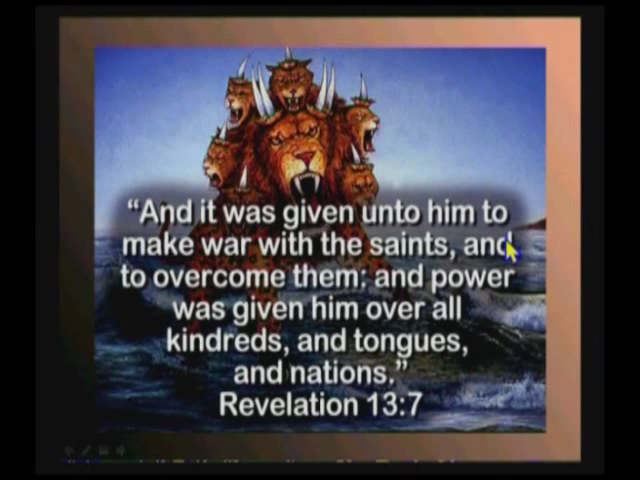 “And it was given unto him to
make war with the saints, and
to overcome them: and power
was given him over all
kindreds, and tongues,
and nations.”
Revelation 13:7